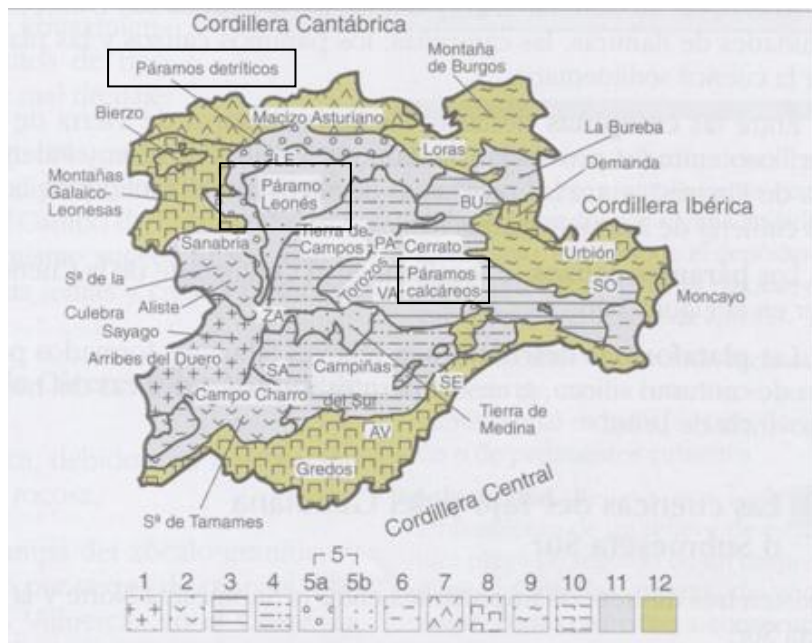 Cordillera Cantábrica
Páramos detríticos
Montaña
de Burgos
Bierzo
Macizo Asturiano
Loras
La Bureba
LE
Demanda
Montañas
Galaico-
Leonesas
Páramo
Leonés
BU
Cordillera Ibérica
Sanabria
Tierra de
Campos
PA
Cerrato
Urbión
Sª de la
Culebra
Aliste
Torozos
VA
Páramos
calcáreos
SO
Moncayo
Sayago
ZA
Arribes del Duero
SA
Campiñas
del Sur
SE
Campo Charro
Tierra de
Medina
AV
Gredos
Sª de Tamames
Cordillera Central
5
1 2 3 4 5a 5b 6 7 8 9 10 11 12